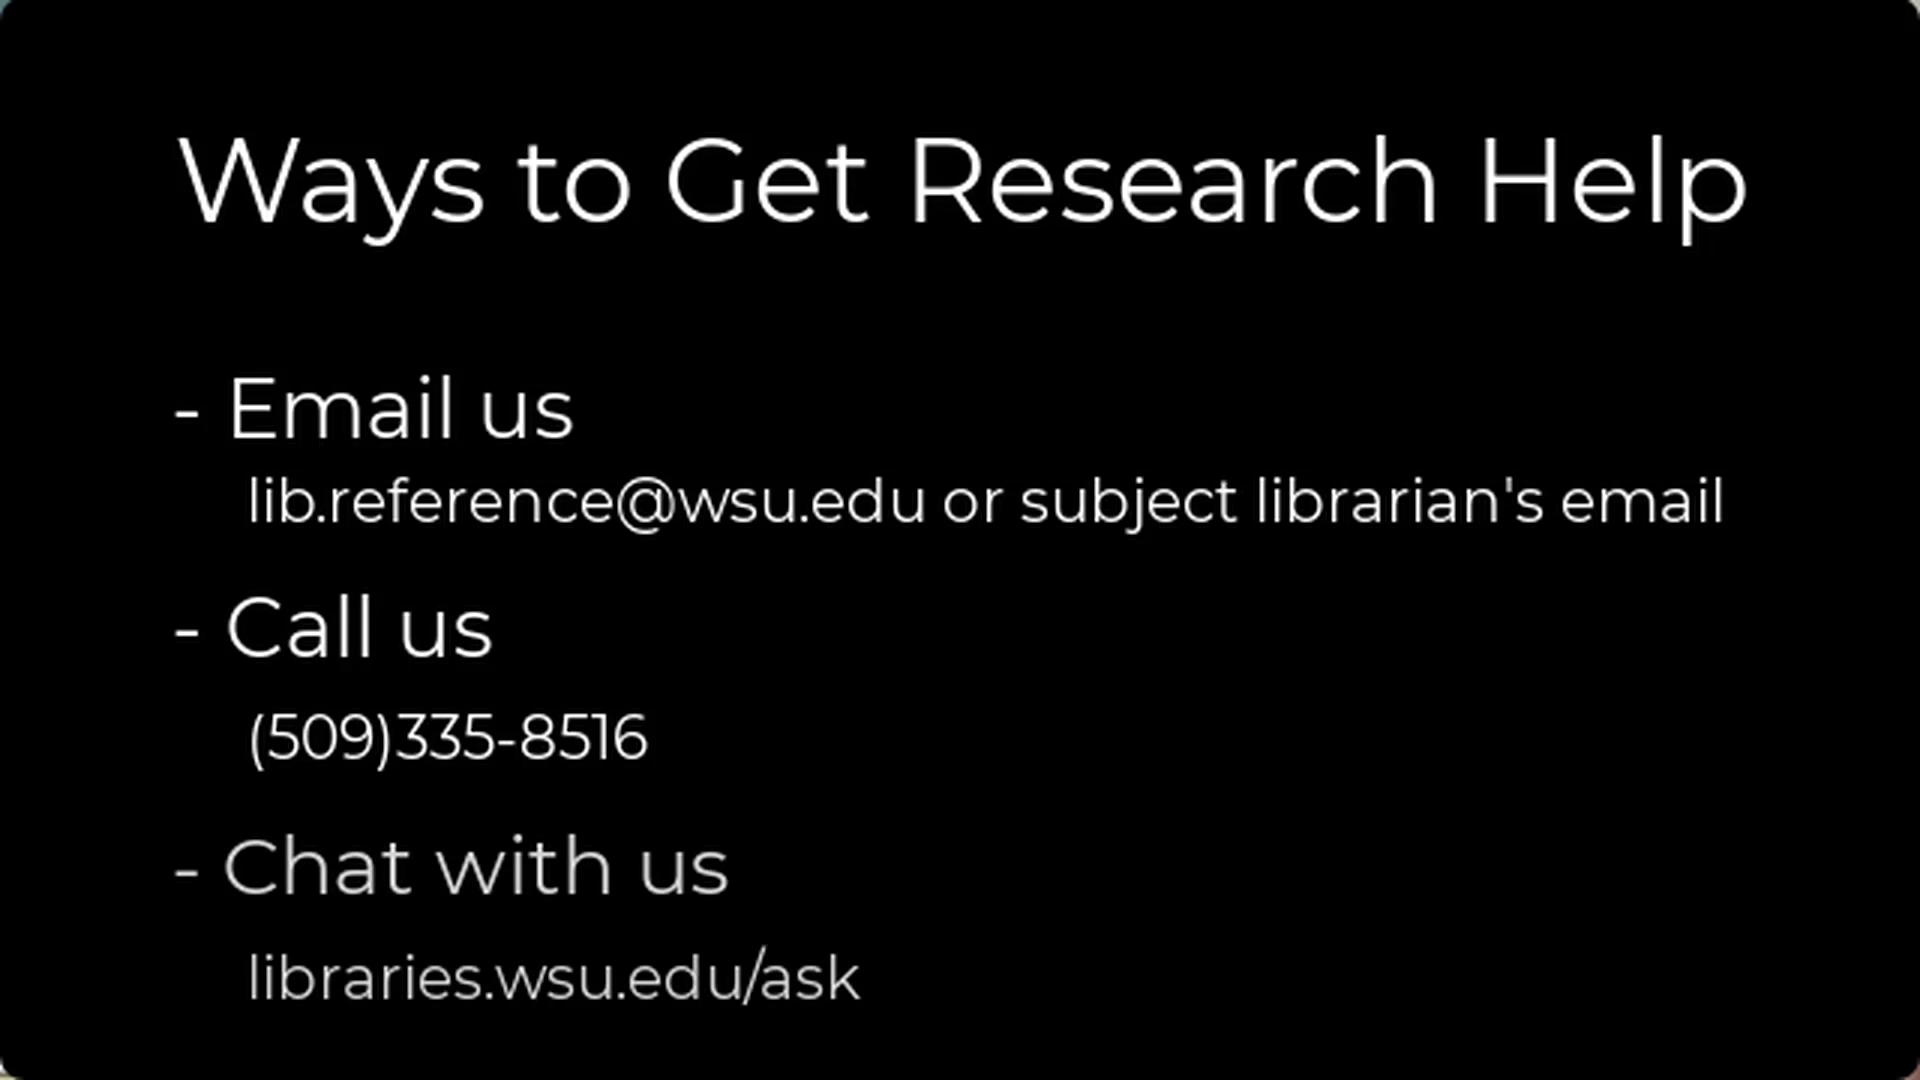 Ways to Get Research Help
- Email us
lib.reference@wsu.edu or subject librarian's email
- Call us
(509)335-8516
- Chat with us
libraries.wsu.edu/ask